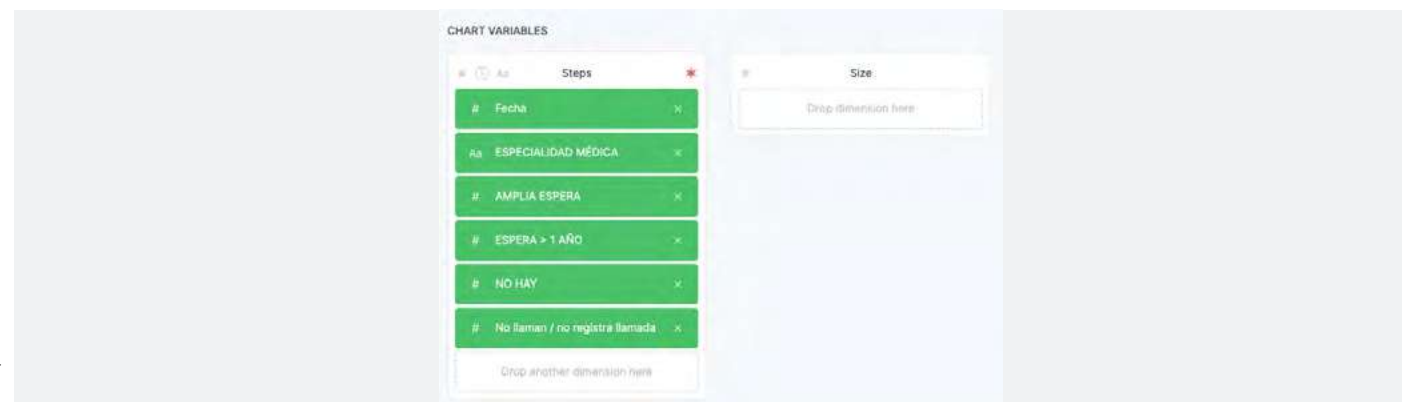 CHART VARIABLES
# Aa Steps *
# Size
# Fecha ×
Drop dimension here
Aa ESPECIALIDAD MÉDICA ×
# AMPLIA ESPERA ×
# ESPERA > 1 AÑO ×
# NO HAY ×
# No llaman / no registra llamada ×
Drop another dimension here